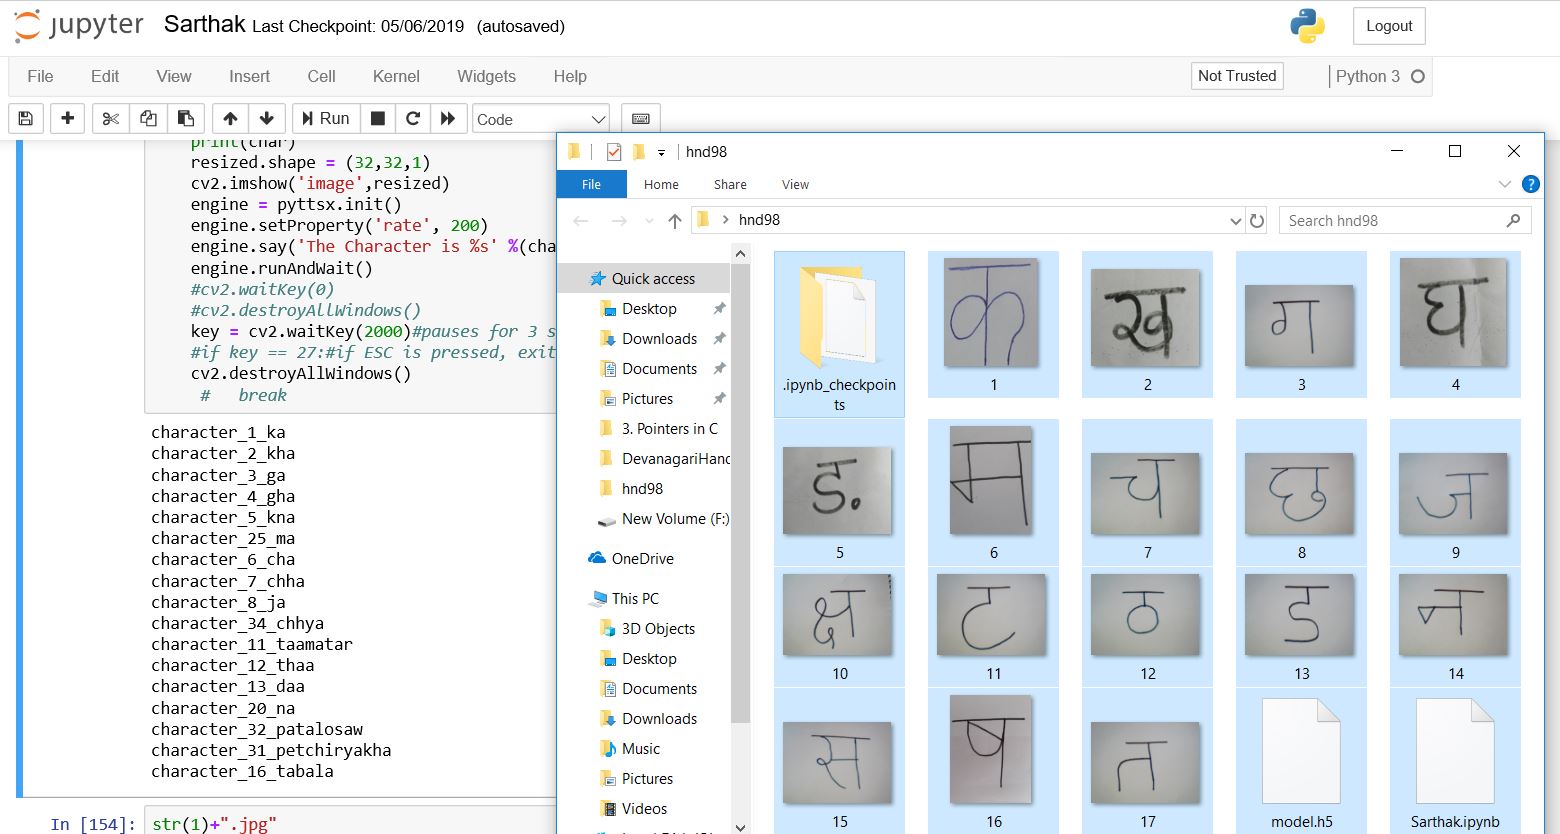 jupyter Sarthak Last Checkpoint: 05/06/2019 (autosaved)
Logout
File Edit View Insert Cell Kernel Widgets Help
Not Trusted
Python 3
Run
Code
print(char)
resized.shape = (32,32,1)
cv2.imshow('image',resized)
engine = pyttsx.init()
engine.setProperty('rate', 200)
engine.say('The Character is %s' %(cha
engine.runAndWait()
#cv2.waitKey(0)
#cv2.destroyAllWindows()
key = cv2.waitKey(2000)#pauses for 3 s
#if key == 27:#if ESC is pressed, exit
cv2.destroyAllWindows()
# break
character_1_ka
character_2_kha
character_3_ga
character_4_gha
character_5_kna
character_25_ma
character_6_cha
character_7_chha
character_8_ja
character_34_chhya
character_11_taamatar
character_12_thaa
character_13_daa
character_20_na
character_32_patalosaw
character_31_petchiryakha
character_16_tabala
In [154]: str(1)+".jpg"
hnd98
File Home Share View
hnd98
Search hnd98
Quick access
Desktop
Downloads
Documents
Pictures
3. Pointers in C
DevanagariHanc
hnd98
New Volume (F:)
OneDrive
This PC
3D Objects
Desktop
Documents
Downloads
Music
Pictures
Videos
क ख ग घ
.ipynb_checkpoin
ts
1 2 3 4
ङ म च छ ज
5 6 7 8 9
क्ष ट ठ ड न
10 11 12 13 14
स ष त
15 16 17 model.h5 Sarthak.ipynb